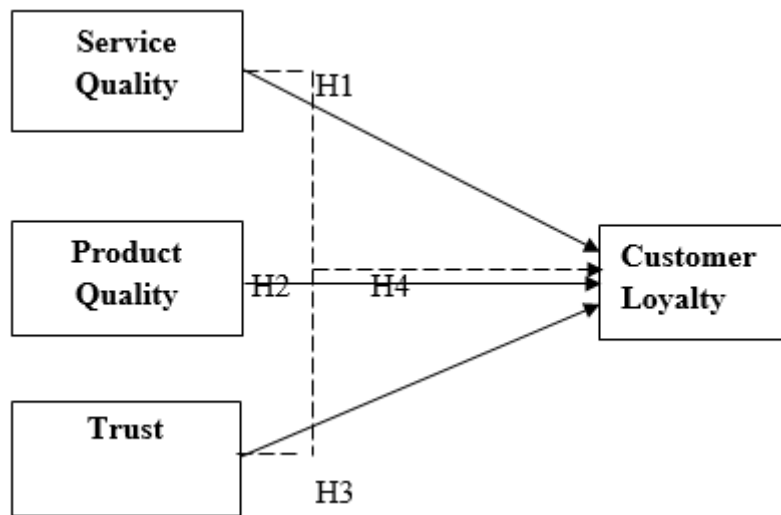 Service
Quality
H1
Product
Quality
H2
H4
Customer
Loyalty
Trust
H3